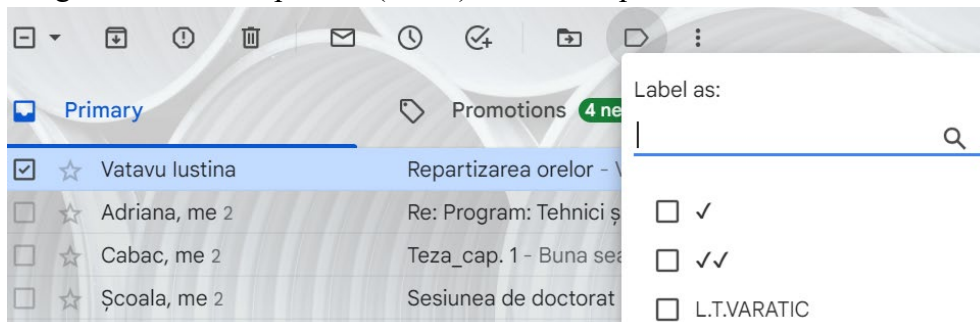 Label as:
Primary
Promotions 4 ne
Vatavu Iustina
Repartizarea orelor -
Adriana, me 2
Re: Program: Tehnici ș
✓
Cabac, me 2
Teza_cap. 1 - Buna sea
✓✓
Școala, me 2
Sesiunea de doctorat
L.T.VARATIC